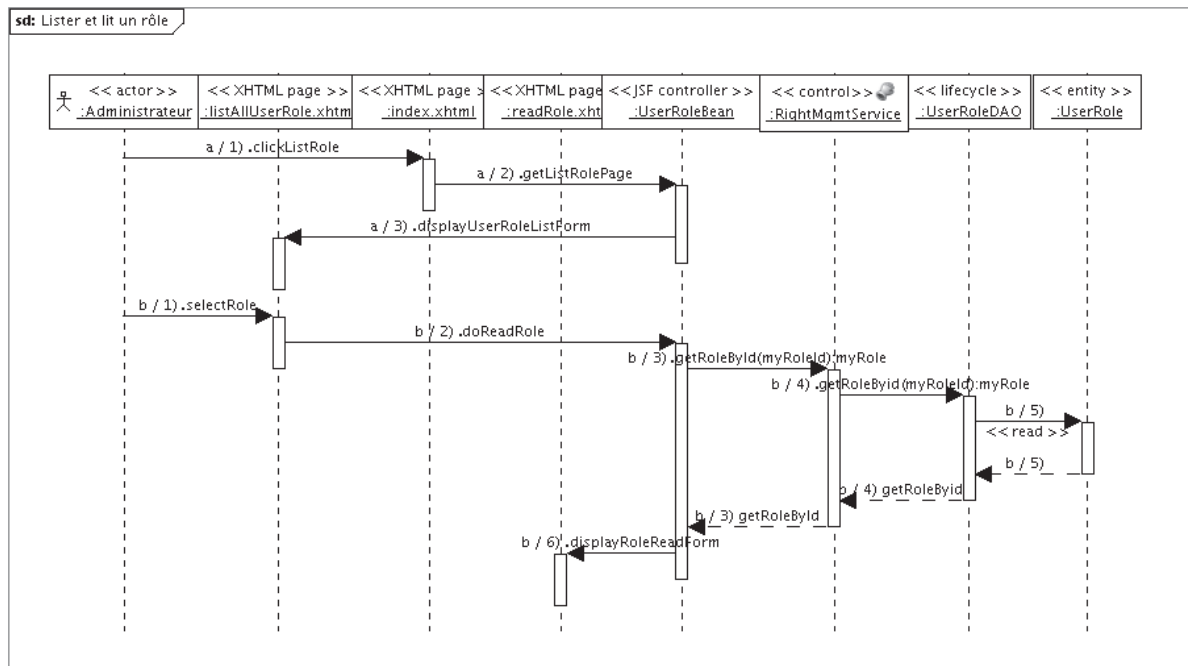 sd: Lister et lit un rôle
<< actor >>
:Administrateur
<< XHTML page >>
:listAllUserRole.xhtm
<< XHTML page >
:index.xhtml
<< XHTML page
:readRole.xht
<<JSF controller >>
:UserRoleBean
<< control>>
:RightMgmtService
<< lifecycle >>
:UserRoleDAO
<< entity >>
:UserRole
a / 1) .clickListRole
a / 2) .getListRolePage
a / 3) .displayUserRoleListForm
b / 1) .selectRole
b / 2) .doReadRole
b / 3) .getRoleById(myRoleId):myRole
b / 4) .getRoleByid(myRoleId):myRole
b / 5)
<< read >>
b / 5)
b / 4) getRoleByid
b / 3) getRoleById
b / 6) .displayRoleReadForm